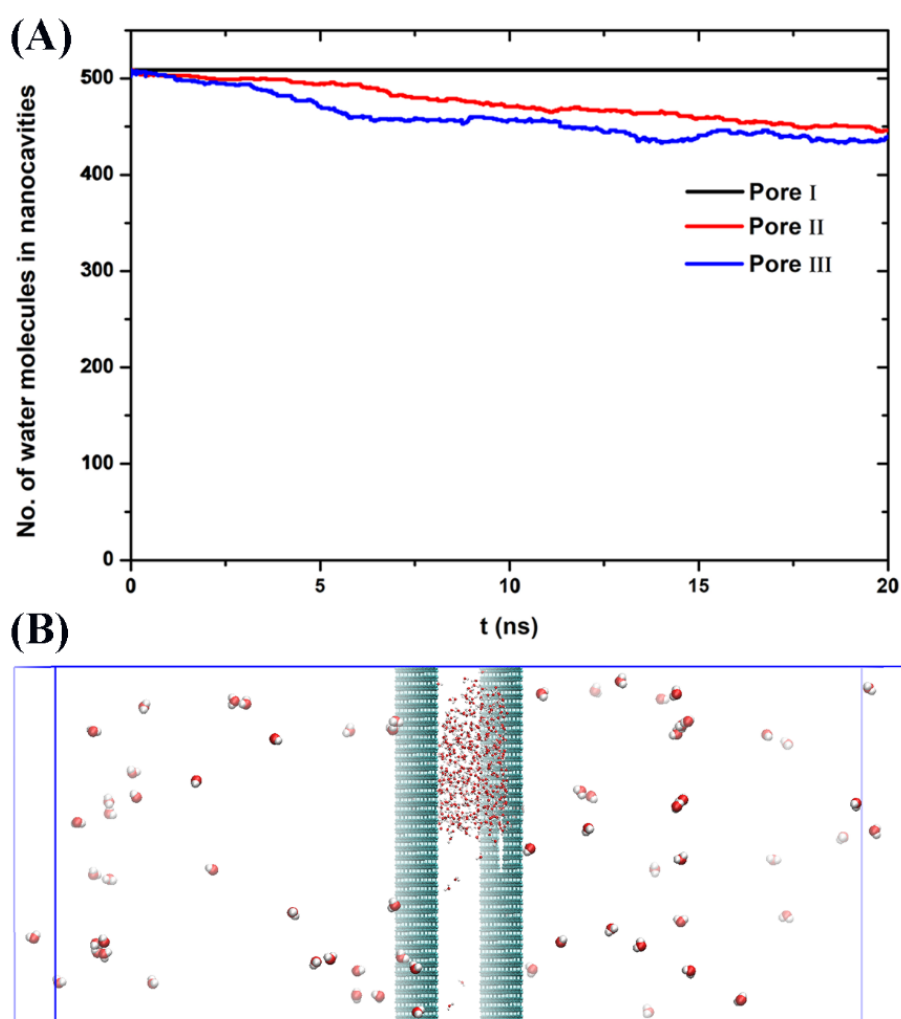 (A)
No. of water molecules in nanocavities
500
400
300
200
100
0
Pore I
Pore II
Pore III
0 5 10 15 20
t (ns)
(B)